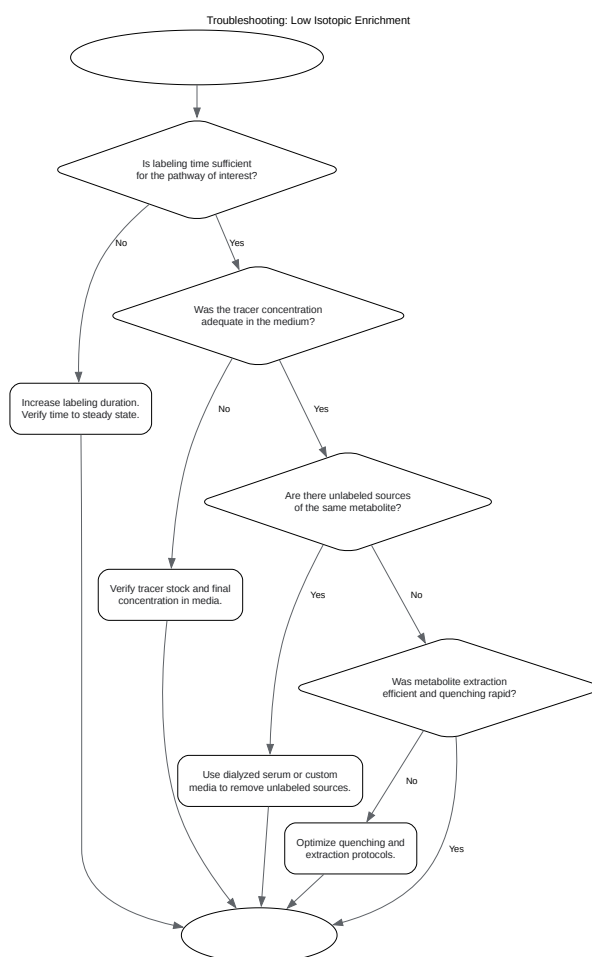 Troubleshooting: Low Isotopic Enrichment
Is labeling time sufficient
for the pathway of interest?
No
Yes
Was the tracer concentration
adequate in the medium?
Increase labeling duration.
Verify time to steady state.
No
Yes
Are there unlabeled sources
of the same metabolite?
Verify tracer stock and final
concentration in media.
Yes
No
Was metabolite extraction
efficient and quenching rapid?
Use dialyzed serum or custom
media to remove unlabeled sources.
No
Optimize quenching and
extraction protocols.
Yes